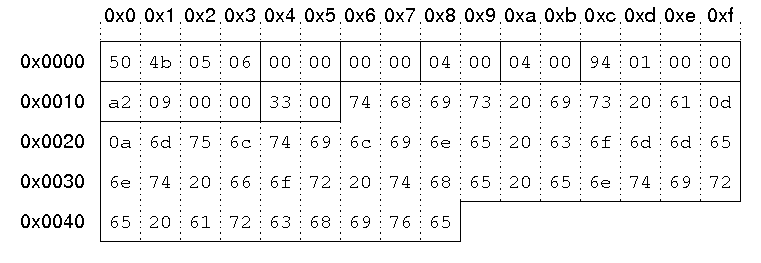 0x0 0x1 0x2 0x3 0x4 0x5 0x6 0x7 0x8 0x9 0xa 0xb 0xc 0xd 0xe 0xf
0x0000 50 4b 05 06 00 00 00 00 04 00 04 00 94 01 00 00
0x0010 a2 09 00 00 33 00 74 68 69 73 20 69 73 20 61 0d
0x0020 0a 6d 75 6c 74 69 6c 69 6e 65 20 63 6f 6d 6d 65
0x0030 6e 74 20 66 6f 72 20 74 68 65 20 65 6e 74 69 72
0x0040 65 20 61 72 63 68 69 76 65